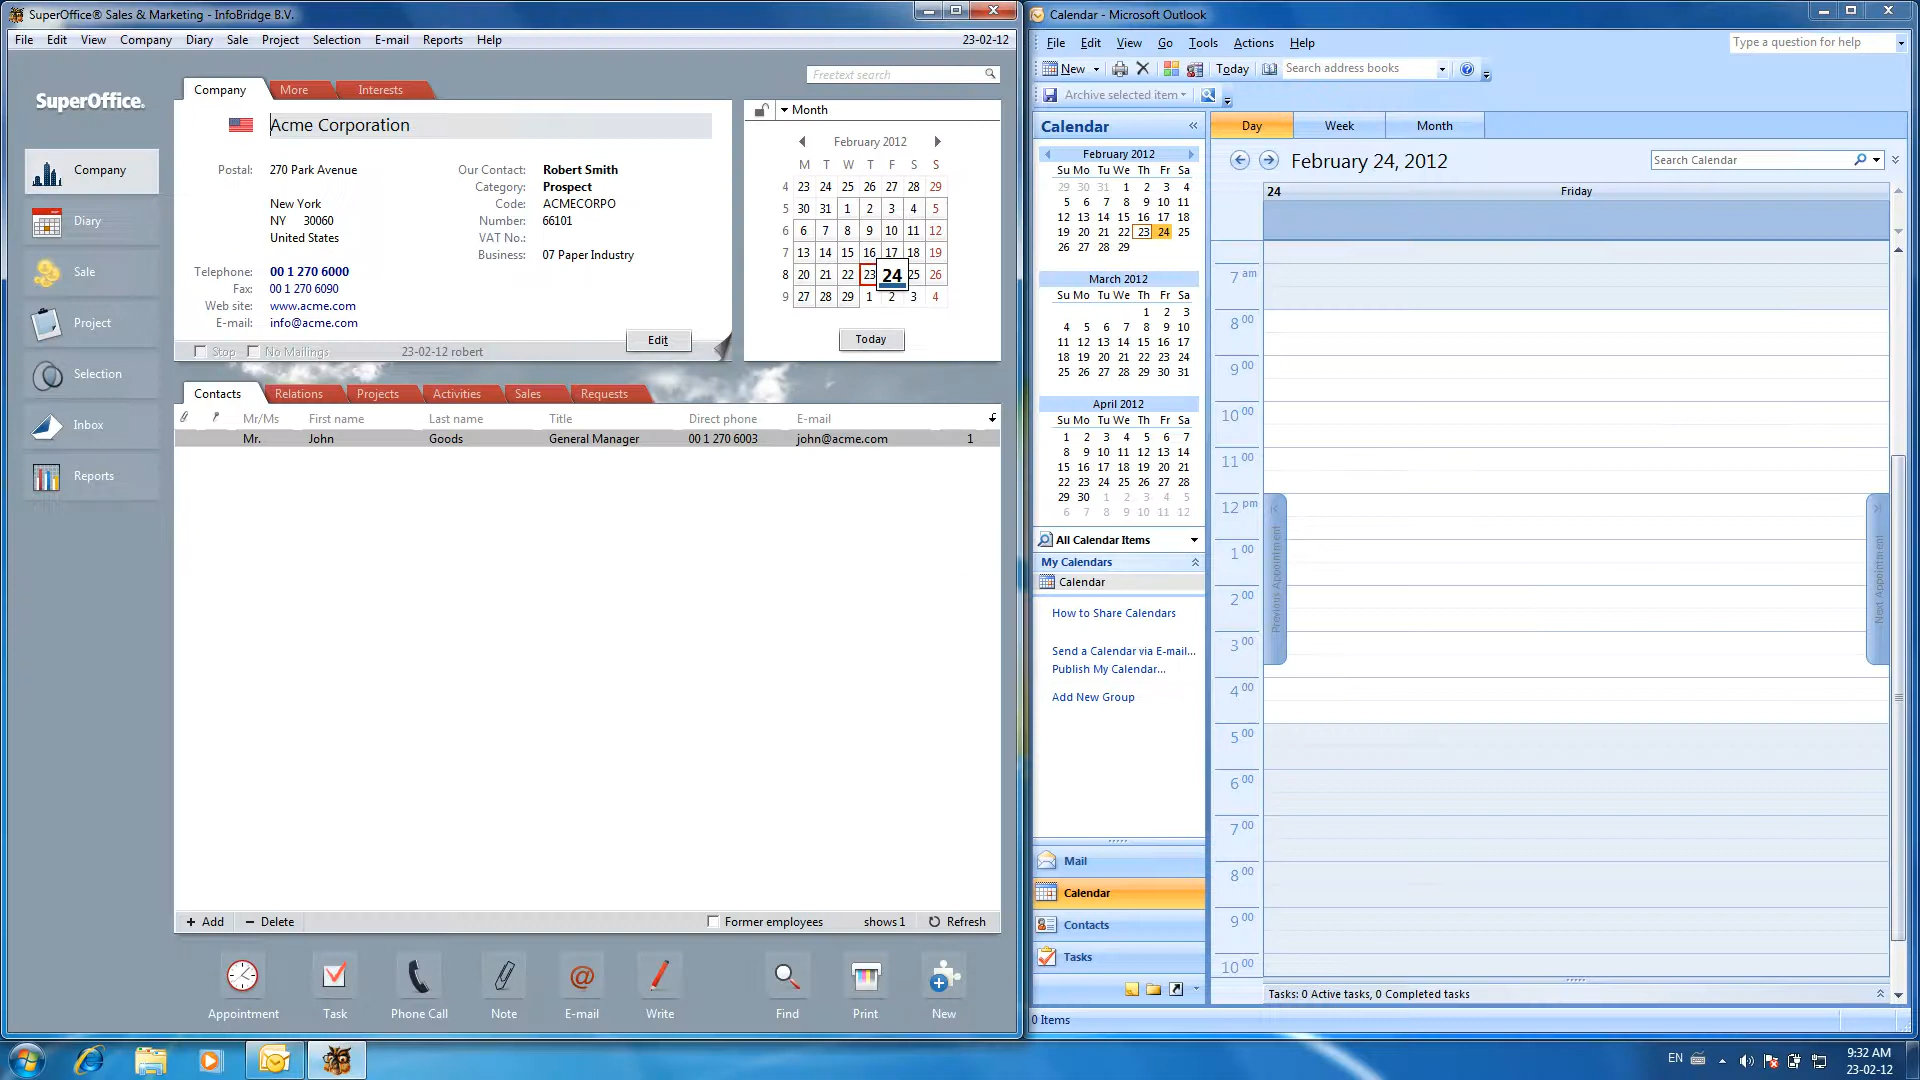 SuperOffice® Sales & Marketing - InfoBridge B.V.
File Edit View Company Diary Sale Project Selection E-mail Reports Help 23-02-12
SuperOffice.
Company
Diary
Sale
Project
Selection
Inbox
Reports
Freetext search
Company More Interests
Acme Corporation
Postal: 270 Park Avenue
New York
NY 30060
United States
Telephone: 00 1 270 6000
Fax: 00 1 270 6090
Web site: www.acme.com
E-mail: info@acme.com
Our Contact: Robert Smith
Category: Prospect
Code: ACMECORPO
Number: 66101
VAT No.:
Business: 07 Paper Industry
Stop No Mailings 23-02-12 robert
Edit
Month
February 2012
M T W T F S S
4 23 24 25 26 27 28 29
5 30 31 1 2 3 4 5
6 6 7 8 9 10 11 12
7 13 14 15 16 17 18 19
8 20 21 22 23 24 25 26
9 27 28 29 1 2 3 4
Today
Contacts Relations Projects Activities Sales Requests
Mr/Ms First name Last name Title Direct phone E-mail
Mr. John Goods General Manager 00 1 270 6003 john@acme.com 1
+ Add − Delete Former employees shows 1 Refresh
Appointment Task Phone Call Note E-mail Write Find Print New
Calendar - Microsoft Outlook
File Edit View Go Tools Actions Help
Type a question for help
New Today Search address books
Archive selected item
Calendar «
February 2012
Su Mo Tu We Th Fr Sa
29 30 31 1 2 3 4
5 6 7 8 9 10 11
12 13 14 15 16 17 18
19 20 21 22 23 24 25
26 27 28 29
March 2012
Su Mo Tu We Th Fr Sa
1 2 3
4 5 6 7 8 9 10
11 12 13 14 15 16 17
18 19 20 21 22 23 24
25 26 27 28 29 30 31
April 2012
Su Mo Tu We Th Fr Sa
1 2 3 4 5 6 7
8 9 10 11 12 13 14
15 16 17 18 19 20 21
22 23 24 25 26 27 28
29 30 1 2 3 4 5
6 7 8 9 10 11 12
All Calendar Items
My Calendars
Calendar
How to Share Calendars
Send a Calendar via E-mail...
Publish My Calendar...
Add New Group
Mail
Calendar
Contacts
Tasks
Day Week Month
February 24, 2012
Search Calendar
24 Friday
7 am
8 00
9 00
10 00
11 00
12 pm
1 00
2 00
3 00
4 00
5 00
6 00
7 00
8 00
9 00
10 00
Previous Appointment
Next Appointment
Tasks: 0 Active tasks, 0 Completed tasks
0 Items
EN
9:32 AM
23-02-12